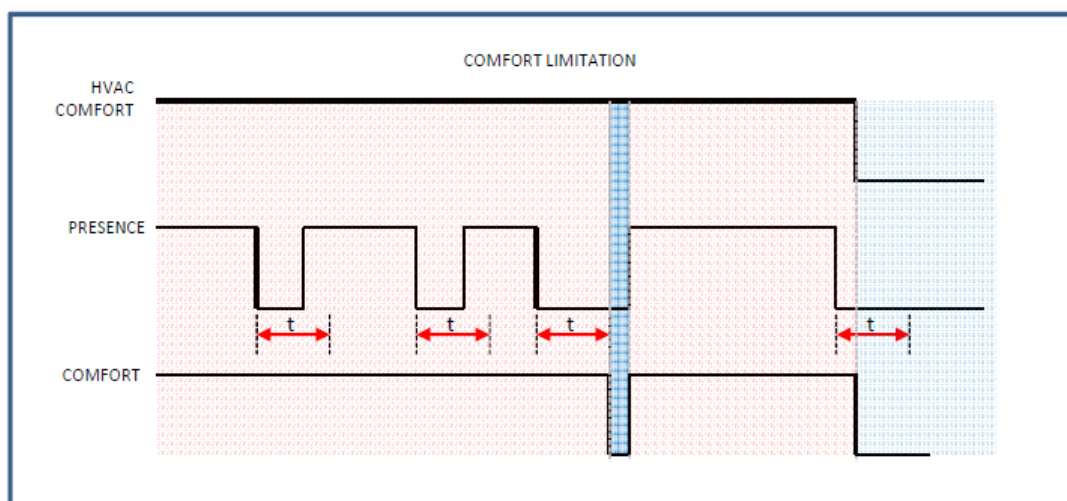 COMFORT LIMITATION
HVAC
COMFORT
PRESENCE
t
t
t
t
COMFORT